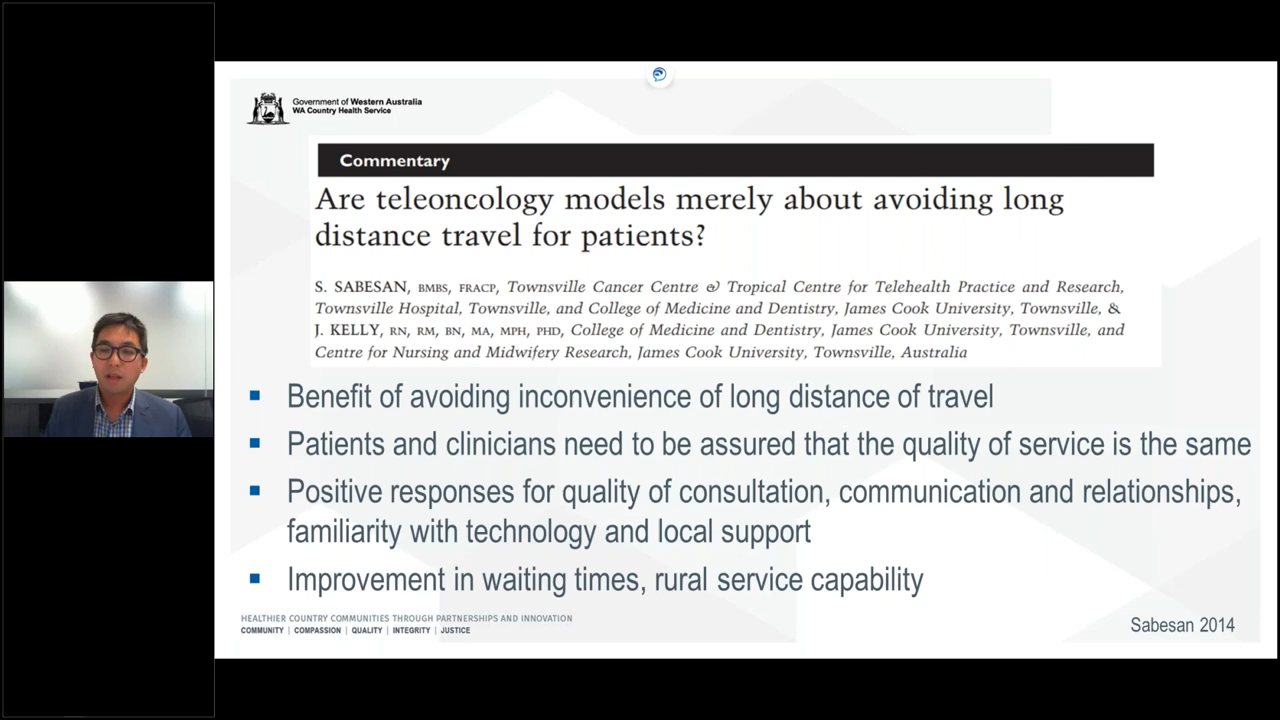 Government of Western Australia
WA Country Health Service
Commentary
Are teleoncology models merely about avoiding long
distance travel for patients?
S. SABESAN, BMBS, FRACP, Townsville Cancer Centre & Tropical Centre for Telehealth Practice and Research,
Townsville Hospital, Townsville, and College of Medicine and Dentistry, James Cook University, Townsville, &
J. KELLY, RN, RM, BN, MA, MPH, PHD, College of Medicine and Dentistry, James Cook University, Townsville, and
Centre for Nursing and Midwifery Research, James Cook University, Townsville, Australia
▪ Benefit of avoiding inconvenience of long distance of travel
▪ Patients and clinicians need to be assured that the quality of service is the same
▪ Positive responses for quality of consultation, communication and relationships,
familiarity with technology and local support
▪ Improvement in waiting times, rural service capability
HEALTHIER COUNTRY COMMUNITIES THROUGH PARTNERSHIPS AND INNOVATION
COMMUNITY | COMPASSION | QUALITY | INTEGRITY | JUSTICE
Sabesan 2014